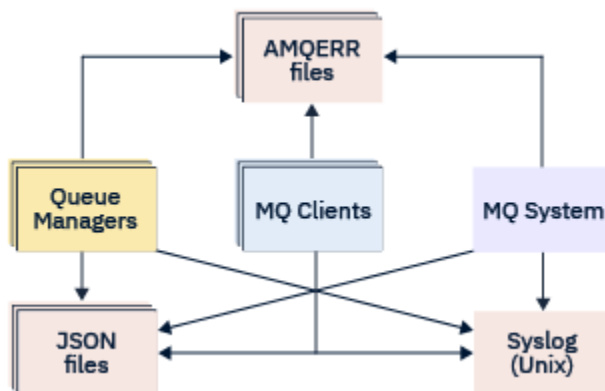 AMQERR
files
Queue
Managers
MQ Clients
MQ System
JSON
files
Syslog
(Unix)